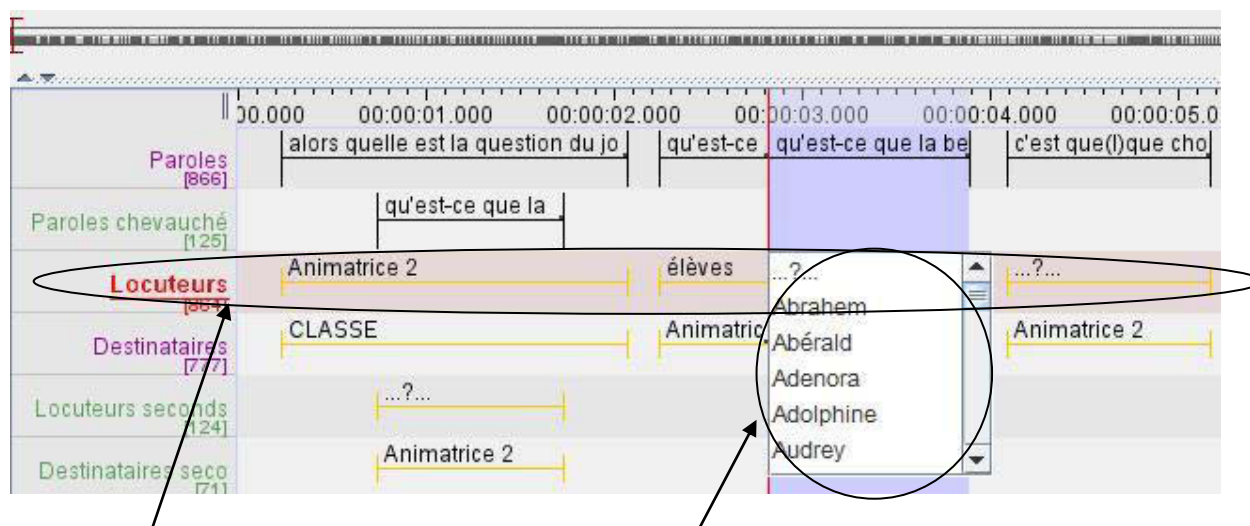 00.000 00:00:01.000 00:00:02.000 00:00:03.000 00:00:04.000 00:00:05.0
Paroles alors quelle est la question du jo qu'est-ce qu'est-ce que la be c'est que(l)que cho
[866]
Paroles chevauché qu'est-ce que la
[125]
Locuteurs Animatrice 2 élèves ...?... ...?...
[864]
Abrahem
Destinataires CLASSE Animatric Abérald Animatrice 2
[777]
Adenora
Locuteurs seconds ...?... Adolphine
[124]
Destinataires seco Animatrice 2 Audrey
[71]